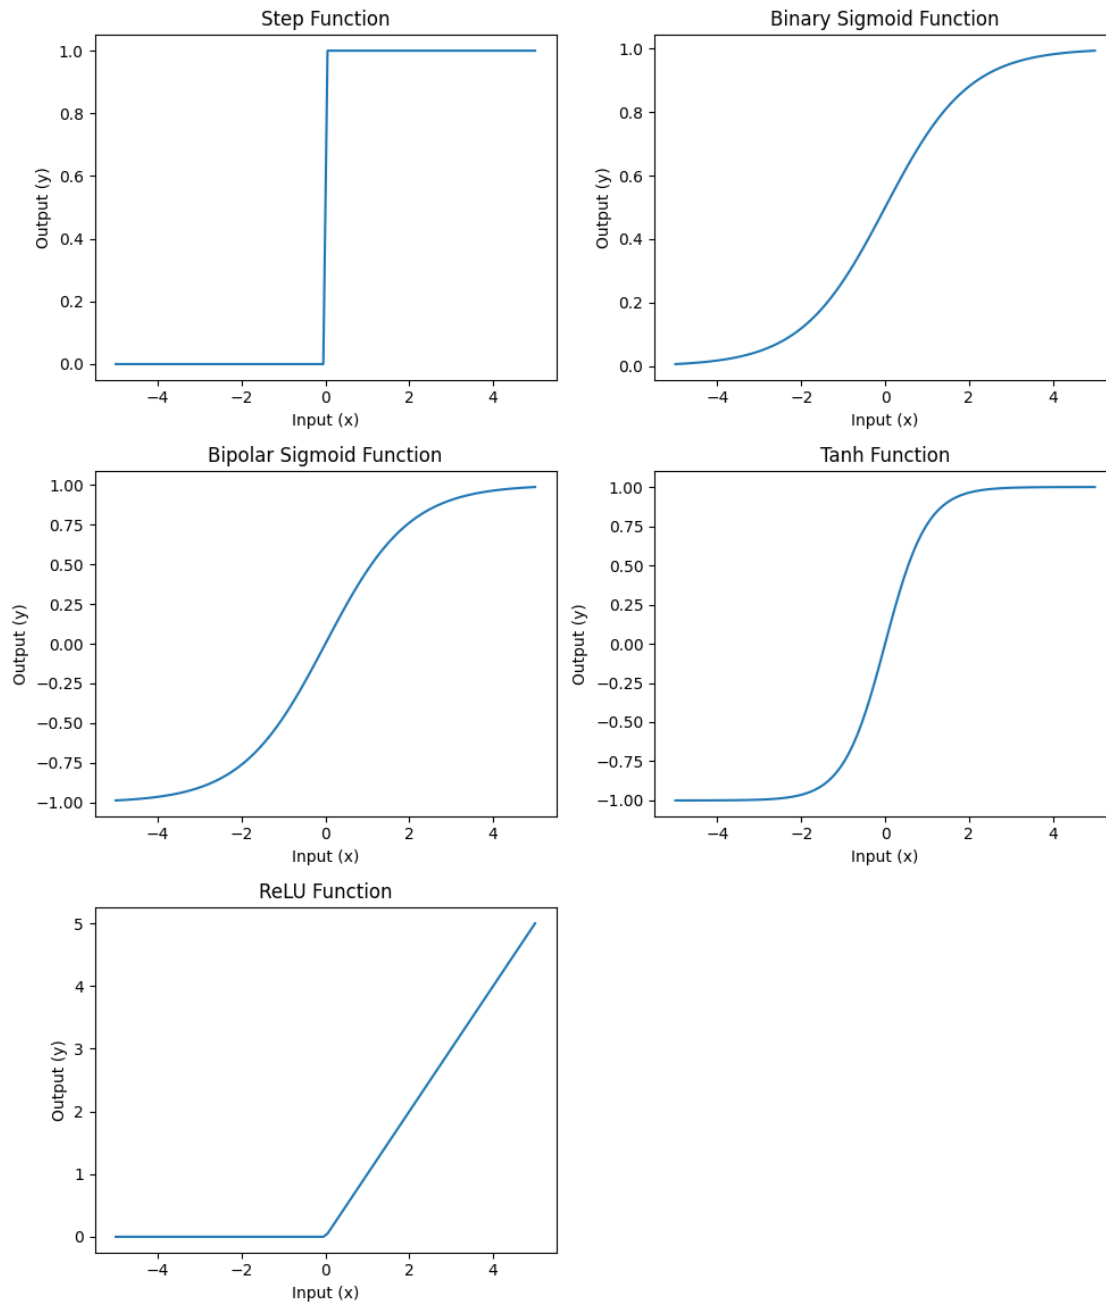 Step Function
1.0
0.8
0.6
0.4
0.2
0.0
Output (y)
−4 −2 0 2 4
Input (x)
Binary Sigmoid Function
1.0
0.8
0.6
0.4
0.2
0.0
Output (y)
−4 −2 0 2 4
Input (x)
Bipolar Sigmoid Function
1.00
0.75
0.50
0.25
0.00
−0.25
−0.50
−0.75
−1.00
Output (y)
−4 −2 0 2 4
Input (x)
Tanh Function
1.00
0.75
0.50
0.25
0.00
−0.25
−0.50
−0.75
−1.00
Output (y)
−4 −2 0 2 4
Input (x)
ReLU Function
5
4
3
2
1
0
Output (y)
−4 −2 0 2 4
Input (x)